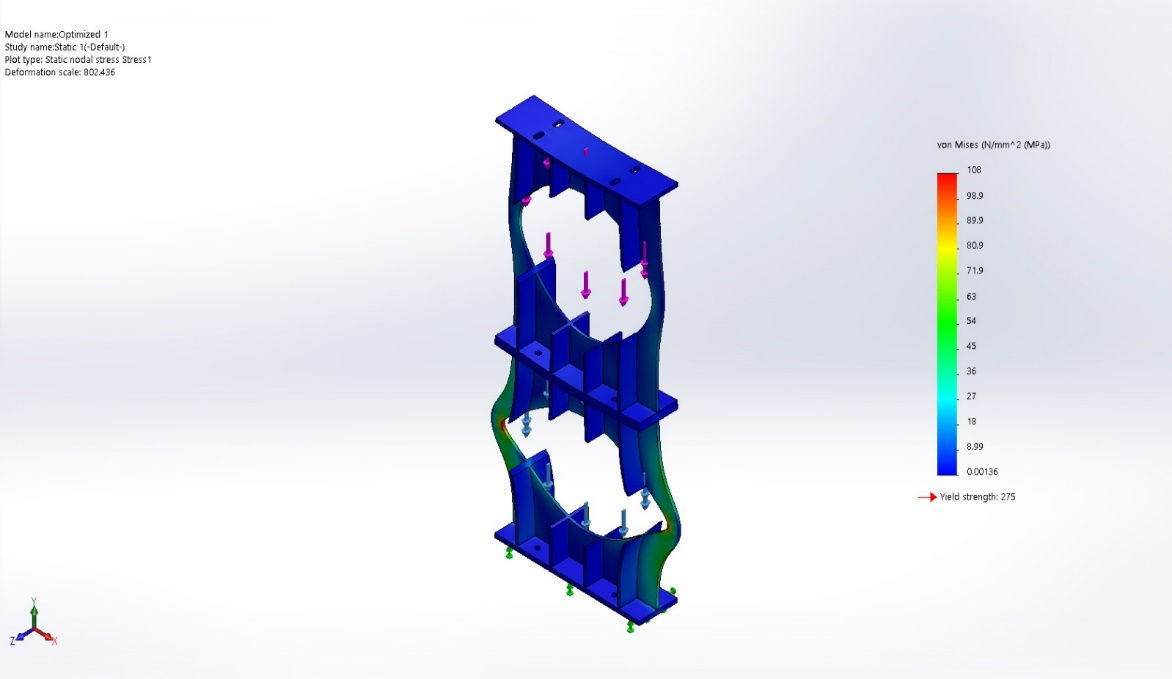 Model name:Optimized 1
Study name:Static 1(-Default-)
Plot type: Static nodal stress Stress1
Deformation scale: 802.436
von Mises (N/mm^2 (MPa))
108
98.9
89.9
80.9
71.9
63
54
45
36
27
18
8.99
0.00136
Yield strength: 275
Y
Z
X